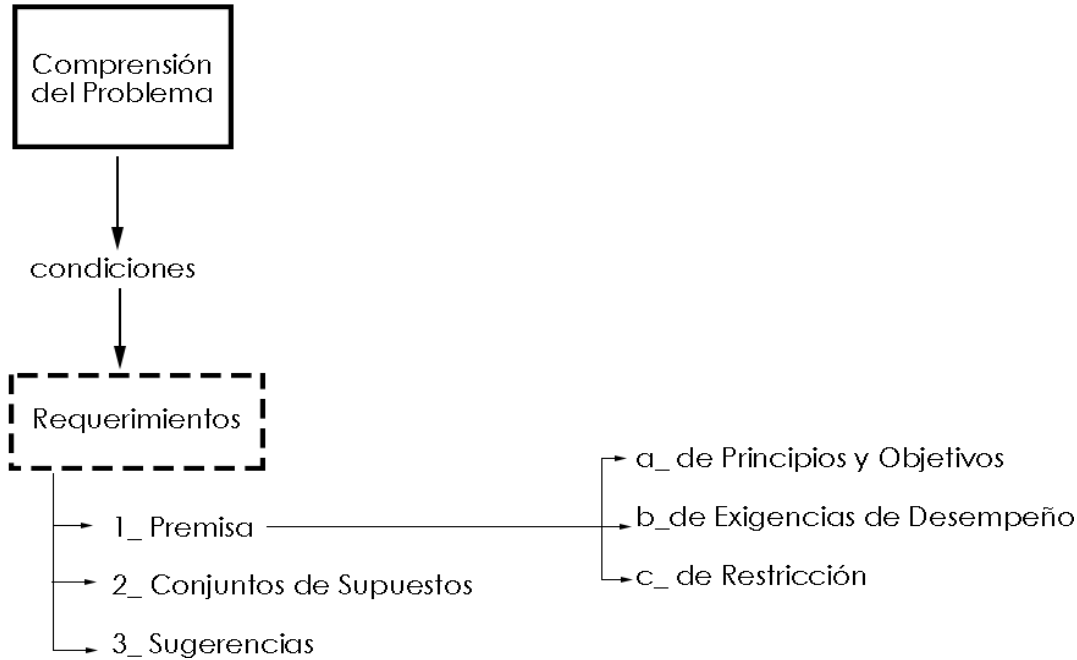 Comprensión
del Problema
condiciones
Requerimientos
1_ Premisa
a_ de Principios y Objetivos
b_de Exigencias de Desempeño
c_ de Restricción
2_ Conjuntos de Supuestos
3_ Sugerencias